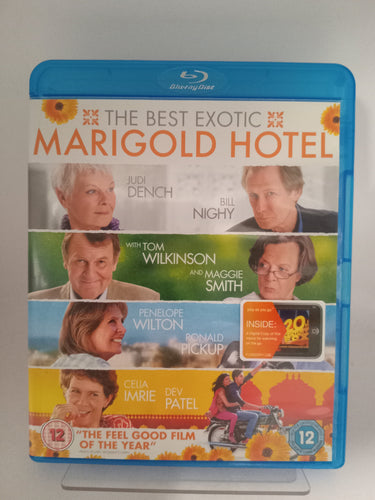 Blu-ray Disc
THE BEST EXOTIC
MARIGOLD HOTEL
JUDI
DENCH
BILL
NIGHY
WITH TOM
WILKINSON
AND MAGGIE
SMITH
PENELOPE
WILTON
RONALD
PICKUP
INSIDE:
CELIA
IMRIE
DEV
PATEL
12
"THE FEEL GOOD FILM
OF THE YEAR"
12